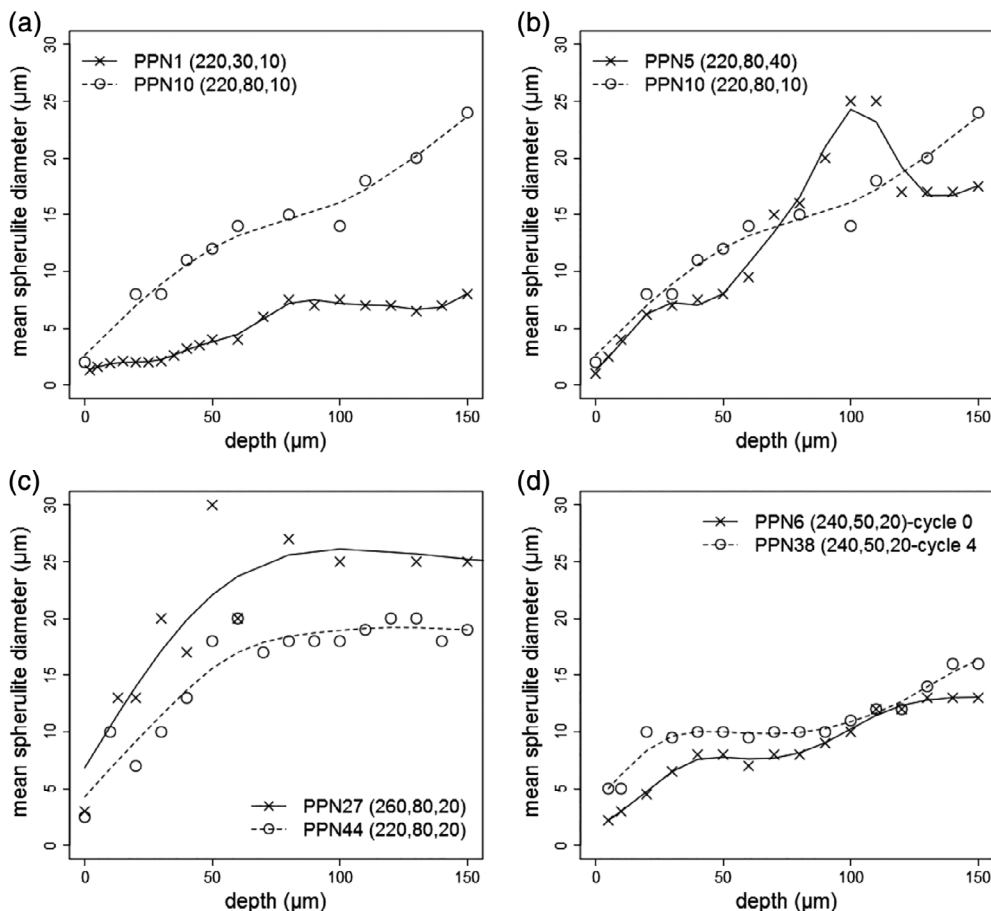 (a)
PPN1 (220,30,10)
PPN10 (220,80,10)
mean spherulite diameter (µm)
0 5 10 15 20 25 30
0 50 100 150
depth (µm)
(b)
PPN5 (220,80,40)
PPN10 (220,80,10)
mean spherulite diameter (µm)
0 5 10 15 20 25 30
0 50 100 150
depth (µm)
(c)
PPN27 (260,80,20)
PPN44 (220,80,20)
mean spherulite diameter (µm)
0 5 10 15 20 25 30
0 50 100 150
depth (µm)
(d)
PPN6 (240,50,20)-cycle 0
PPN38 (240,50,20-cycle 4
mean spherulite diameter (µm)
0 5 10 15 20 25 30
0 50 100 150
depth (µm)